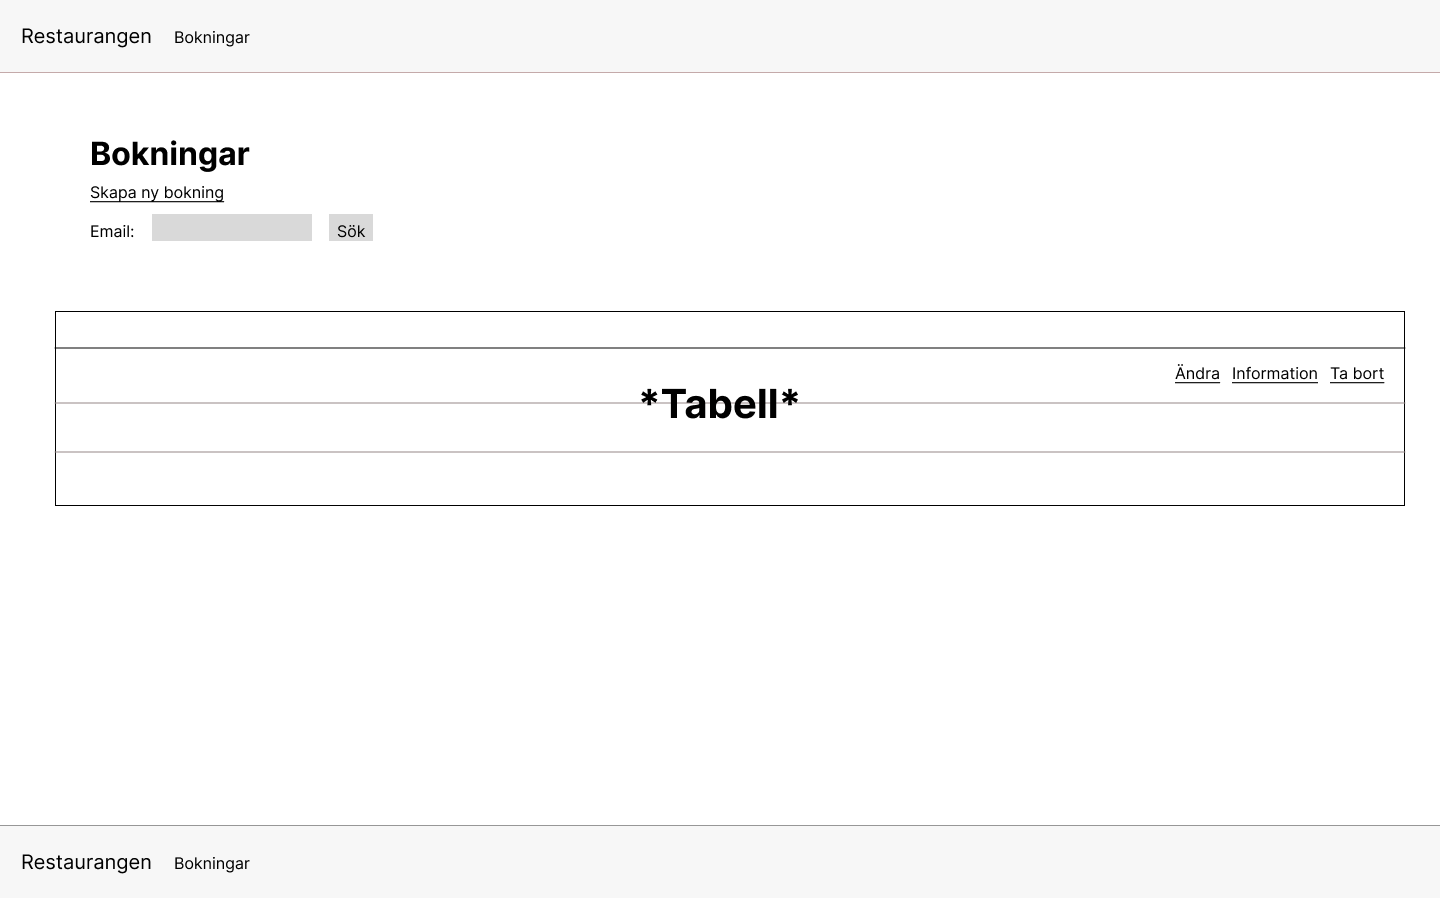 Restaurangen Bokningar
Bokningar
Skapa ny bokning
Email: Sök
Ändra Information Ta bort
*Tabell*
Restaurangen Bokningar